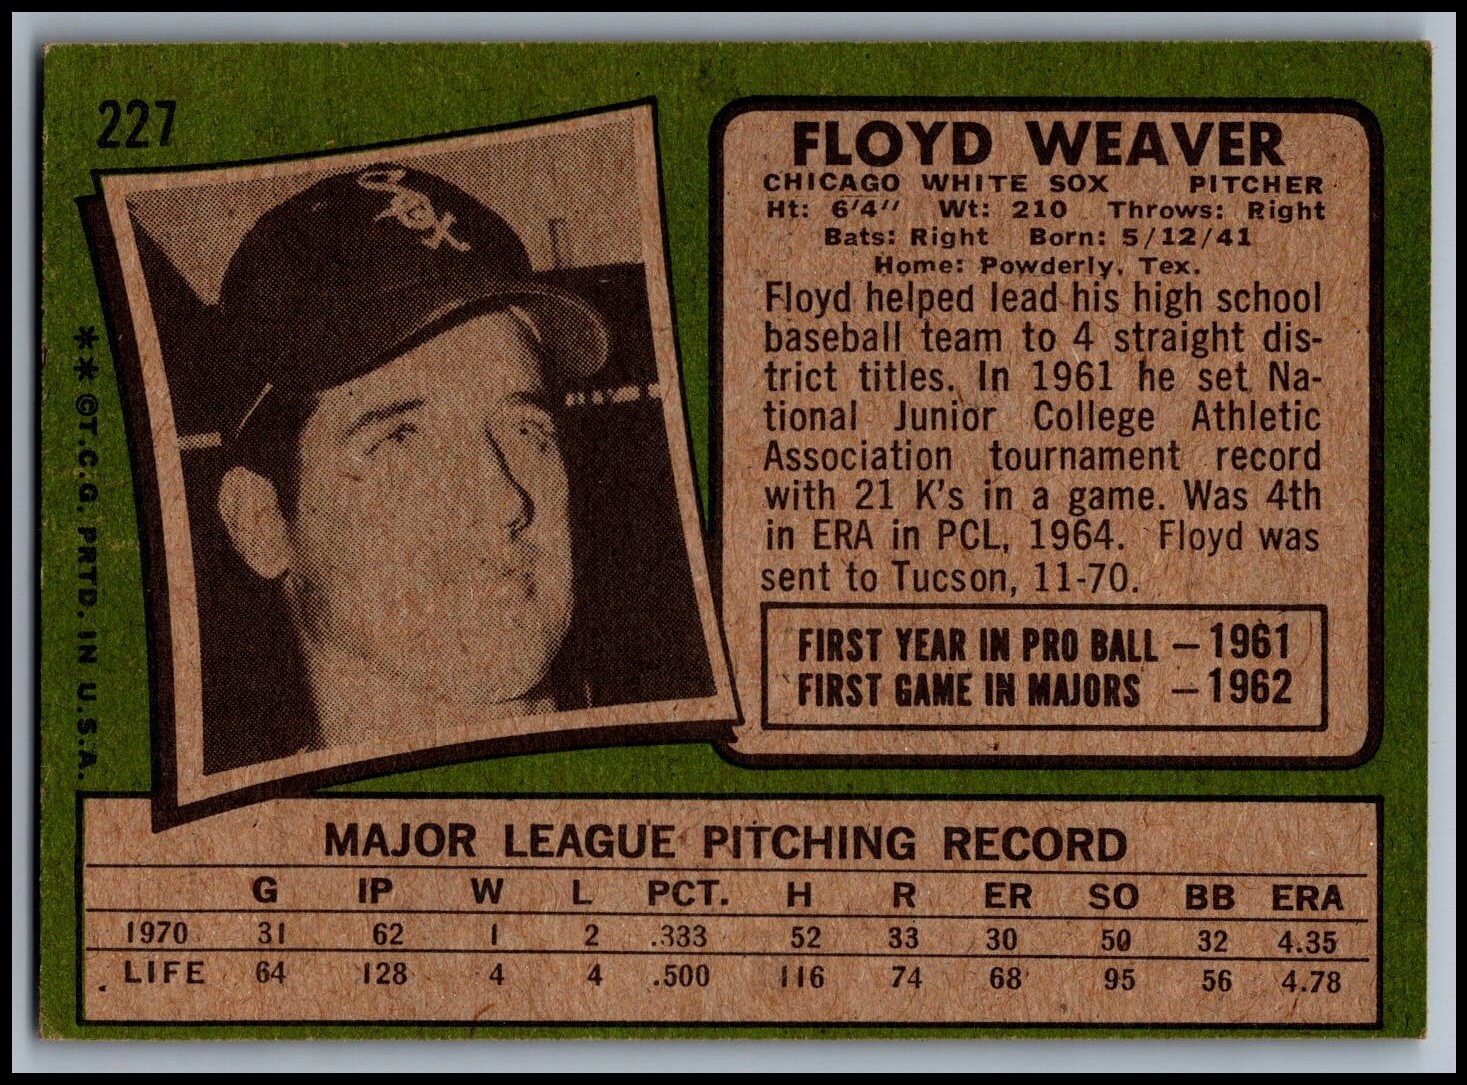 227
Sox
**©T.C.G. PRTD. IN U.S.A.
FLOYD WEAVER
CHICAGO WHITE SOX PITCHER
Ht: 6'4" Wt: 210 Throws: Right
Bats: Right Born: 5/12/41
Home: Powderly, Tex.
Floyd helped lead his high school
baseball team to 4 straight dis-
trict titles. In 1961 he set Na-
tional Junior College Athletic
Association tournament record
with 21 K's in a game. Was 4th
in ERA in PCL, 1964. Floyd was
sent to Tucson, 11-70.
FIRST YEAR IN PRO BALL — 1961
FIRST GAME IN MAJORS — 1962
MAJOR LEAGUE PITCHING RECORD
G IP W L PCT. H R ER SO BB ERA
1970 31 62 1 2 .333 52 33 30 50 32 4.35
LIFE 64 128 4 4 .500 116 74 68 95 56 4.78